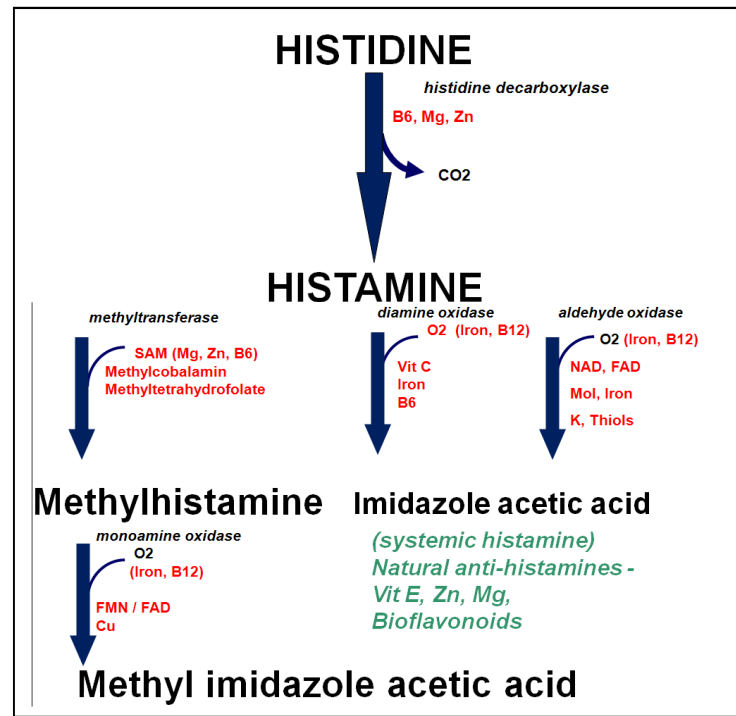 HISTIDINE
histidine decarboxylase
B6, Mg, Zn
CO2
HISTAMINE
methyltransferase
SAM (Mg, Zn, B6)
Methylcobalamin
Methyltetrahydrofolate
diamine oxidase
O2 (Iron, B12)
Vit C
Iron
B6
aldehyde oxidase
O2 (Iron, B12)
NAD, FAD
Mol, Iron
K, Thiols
Methylhistamine
Imidazole acetic acid
monoamine oxidase
O2
(Iron, B12)
FMN / FAD
Cu
(systemic histamine)
Natural anti-histamines -
Vit E, Zn, Mg,
Bioflavonoids
Methyl imidazole acetic acid